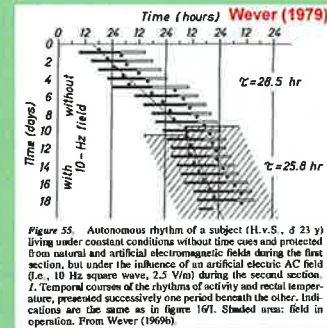 Time (hours) Wever (1979)
0 12 24 12 24 12 24
0
2
4
6
8
10
12
14
16
18
Time (days)
without
with
10-Hz field
τ=26.5 hr
τ=25.8 hr
Figure 55. Autonomous rhythm of a subject (H.v.S., ♂ 23 y)
living under constant conditions without time cues and protected
from natural and artificial electromagnetic fields during the first
section, but under the influence of an artificial electric AC field
(i.e., 10 Hz square wave, 2.5 V/m) during the second section.
I. Temporal courses of the rhythms of activity and rectal temper-
ature, presented successively one period beneath the other. Indi-
cations are the same as in figure 16/I. Shaded area: field in
operation. From Wever (1969b).